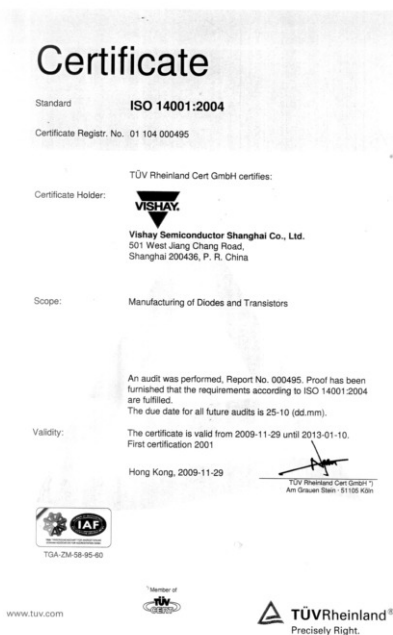 Certificate
Standard ISO 14001:2004
Certificate Registr. No. 01 104 000495
TÜV Rheinland Cert GmbH certifies:
Certificate Holder:
VISHAY.
Vishay Semiconductor Shanghai Co., Ltd.
501 West Jiang Chang Road,
Shanghai 200436, P. R. China
Scope: Manufacturing of Diodes and Transistors
An audit was performed, Report No. 000495. Proof has been
furnished that the requirements according to ISO 14001:2004
are fulfilled.
The due date for all future audits is 25-10 (dd.mm).
Validity: The certificate is valid from 2009-11-29 until 2013-01-10.
First certification 2001
Hong Kong, 2009-11-29
TÜV Rheinland Cert GmbH *)
Am Grauen Stein · 51105 Köln
IAF
TGA-ZM-58-95-60
*) Member of
TÜV
CERT
www.tuv.com
TÜVRheinland®
Precisely Right.